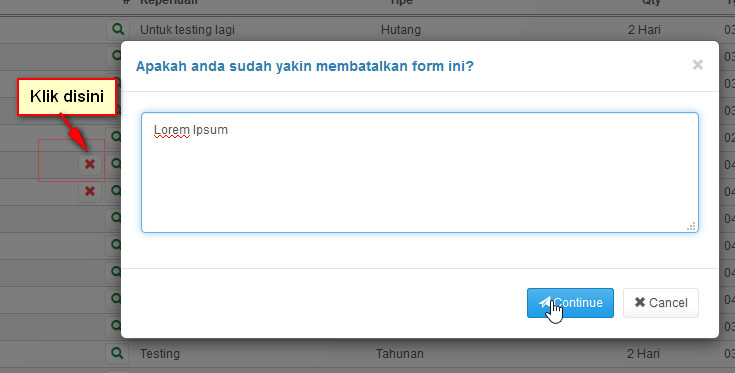 # Keperluan Tipe Qty
Untuk testing lagi Hutang 2 Hari 03
Apakah anda sudah yakin membatalkan form ini?
Klik disini
Lorem Ipsum
Continue Cancel
Testing Tahunan 2 Hari 03